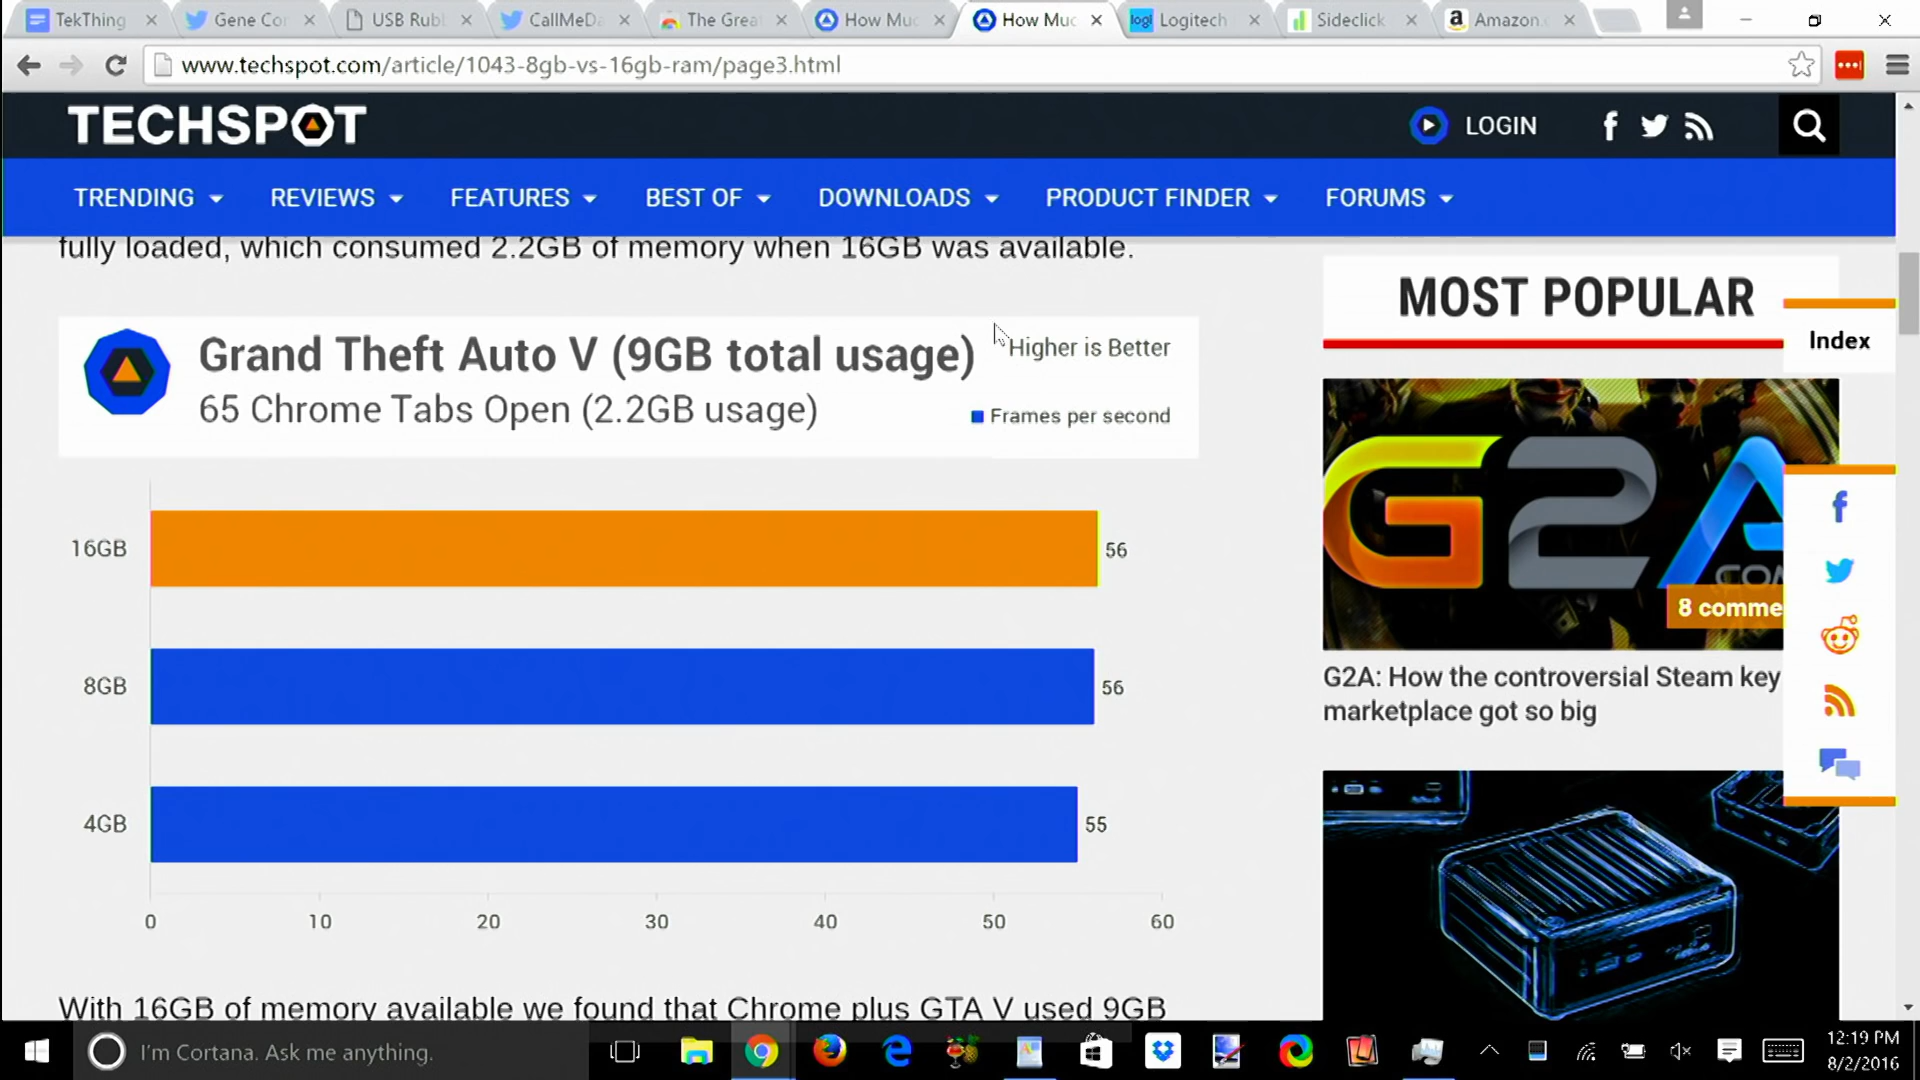 TekThing
Gene Co
USB Rub
CallMeD
The Grea
How Muc
How Muc
logi
Logitech
Sideclick
Amazon.
www.techspot.com/article/1043-8gb-vs-16gb-ram/page3.html
TECHSPOT
LOGIN
TRENDING
REVIEWS
FEATURES
BEST OF
DOWNLOADS
PRODUCT FINDER
FORUMS
fully loaded, which consumed 2.2GB of memory when 16GB was available.
Grand Theft Auto V (9GB total usage)
65 Chrome Tabs Open (2.2GB usage)
Higher is Better
Frames per second
16GB
56
8GB
56
4GB
55
0 10 20 30 40 50 60
With 16GB of memory available we found that Chrome plus GTA V used 9GB
MOST POPULAR
Index
G2A
COM
8 comme
G2A: How the controversial Steam key
marketplace got so big
I'm Cortana. Ask me anything.
12:19 PM
8/2/2016